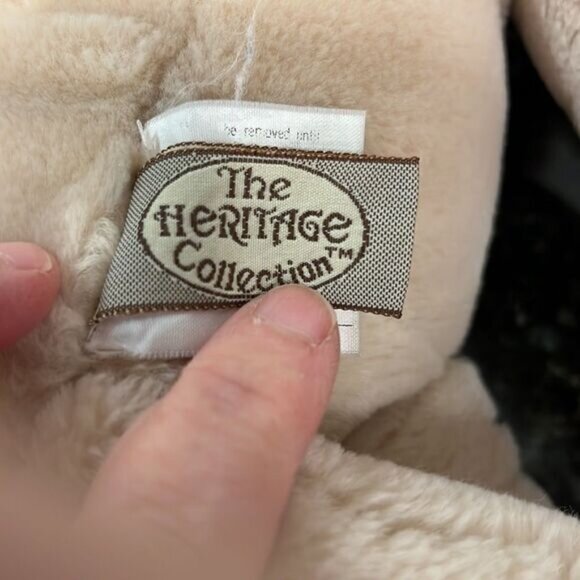 be removed until
The
HERITAGE
Collection™